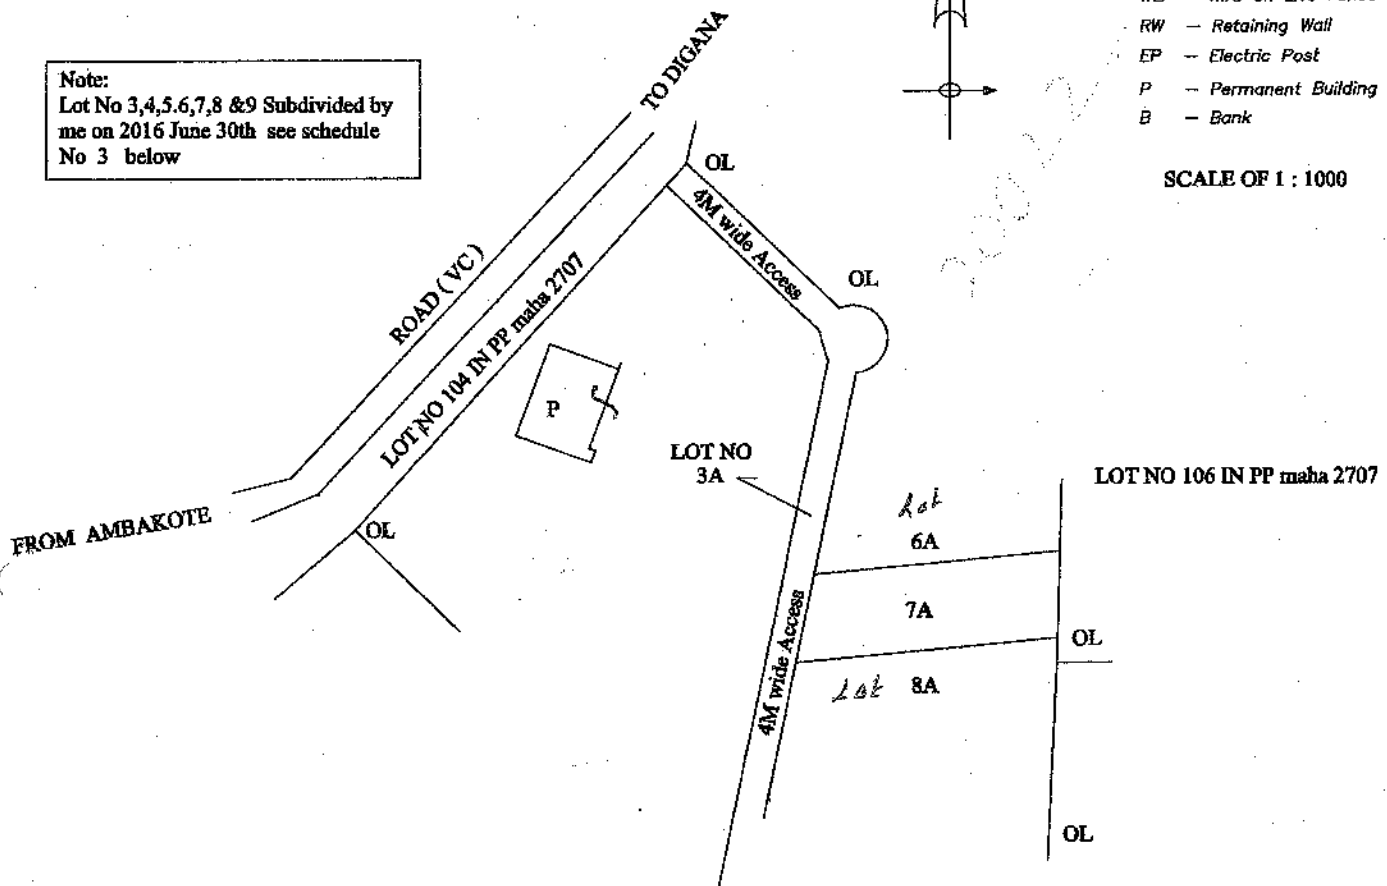 RW – Retaining Wall
EP – Electric Post
P – Permanent Building
B – Bank
SCALE OF 1 : 1000
Note:
Lot No 3,4,5.6,7,8 &9 Subdivided by
me on 2016 June 30th see schedule
No 3 below
TO DIGANA
OL
4M wide Access
OL
ROAD ( VC )
LOT NO 104 IN PP maha 2707
P
LOT NO
3A
LOT NO 106 IN PP maha 2707
Lot
6A
FROM AMBAKOTE
OL
7A
4M wide Access
OL
Lot 8A
OL